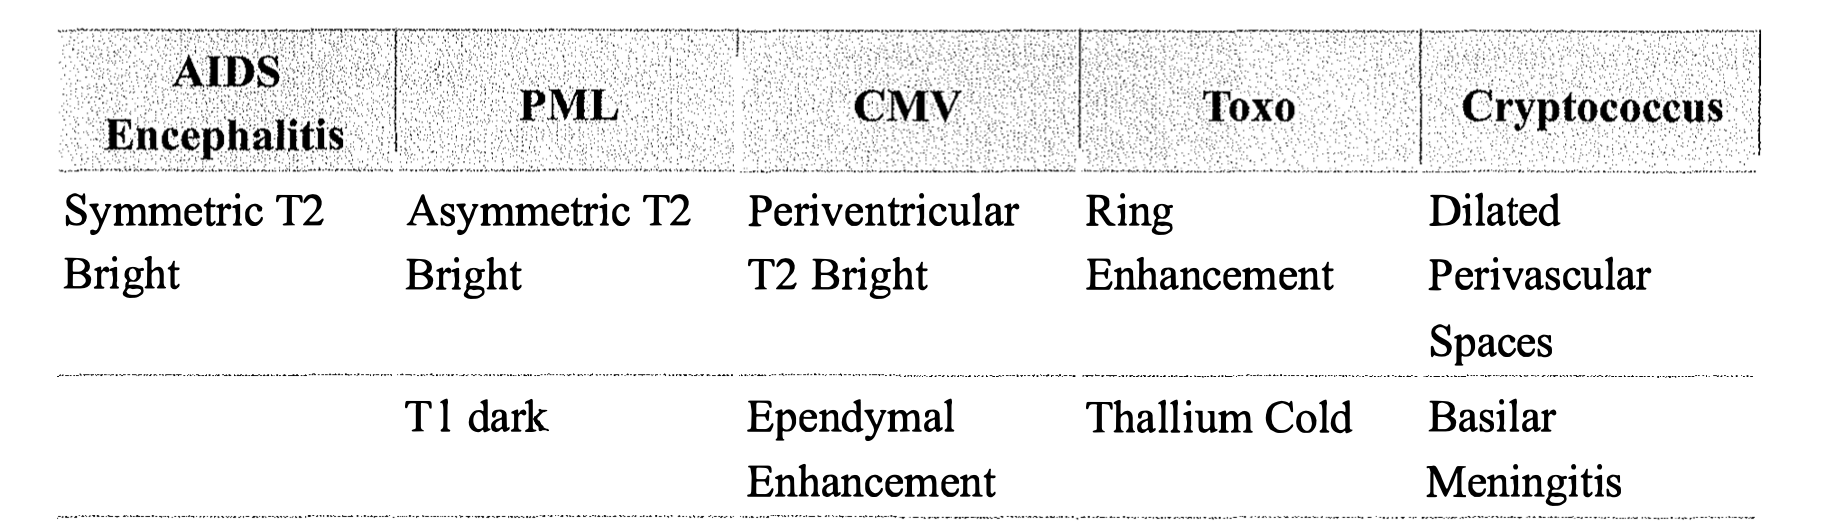 AIDS
Encephalitis
PML
CMV
Toxo
Cryptococcus
Symmetric T2
Bright
Asymmetric T2
Bright
Periventricular
T2 Bright
Ring
Enhancement
Dilated
Perivascular
Spaces
T1 dark
Ependymal
Enhancement
Thallium Cold
Basilar
Meningitis